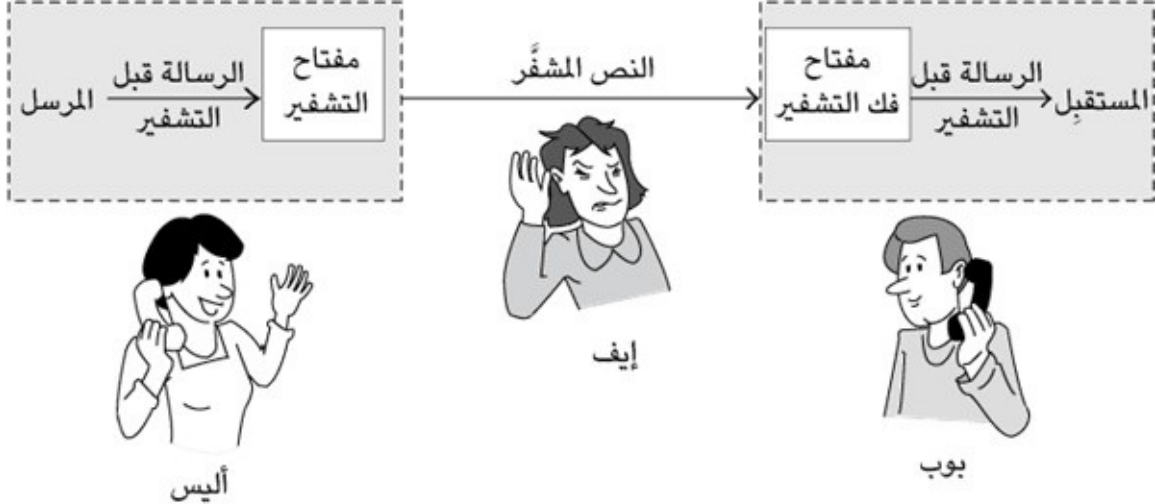 المرسل
الرسالة قبل
التشفير
مفتاح
التشفير
النص المشفَّر
مفتاح
فك التشفير
الرسالة قبل
التشفير
المستقبِل
أليس
إيف
بوب